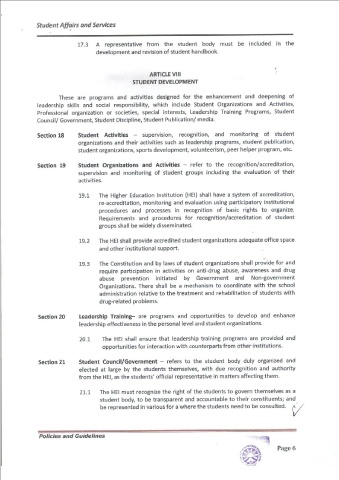 Student Affairs and Services
17.3 A representative from the student body must be included in the
development and revision of student handbook.
ARTICLE VIII
STUDENT DEVELOPMENT
These are programs and activities designed for the enhancement and deepening of
leadership skills and social responsibility, which include Student Organizations and Activities,
Professional organization or societies, special interests, Leadership Training Programs, Student
Council/ Government, Student Discipline, Student Publication/ media.
Section 18 Student Activities – supervision, recognition, and monitoring of student
organizations and their activities such as leadership programs, student publication,
student organizations, sports development, volunteerism, peer helper program, etc.
Section 19 Student Organizations and Activities – refer to the recognition/accreditation,
supervision and monitoring of student groups including the evaluation of their
activities.
19.1 The Higher Education Institution (HEI) shall have a system of accreditation,
re-accreditation, monitoring and evaluation using participatory institutional
procedures and processes in recognition of basic rights to organize.
Requirements and procedures for recognition/accreditation of student
groups shall be widely disseminated.
19.2 The HEI shall provide accredited student organizations adequate office space
and other institutional support.
19.3 The Constitution and by laws of student organizations shall provide for and
require participation in activities on anti-drug abuse, awareness and drug
abuse prevention initiated by Government and Non-government
Organizations. There shall be a mechanism to coordinate with the school
administration relative to the treatment and rehabilitation of students with
drug-related problems.
Section 20 Leadership Training– are programs and opportunities to develop and enhance
leadership effectiveness in the personal level and student organizations.
20.1 The HEI shall ensure that leadership training programs are provided and
opportunities for interaction with counterparts from other institutions.
Section 21 Student Council/Government – refers to the student body duly organized and
elected at large by the students themselves, with due recognition and authority
from the HEI, as the students' official representative in matters affecting them.
21.1 The HEI must recognize the right of the students to govern themselves as a
student body, to be transparent and accountable to their constituents; and
be represented in various for a where the students need to be consulted.
Policies and Guidelines
Page 6